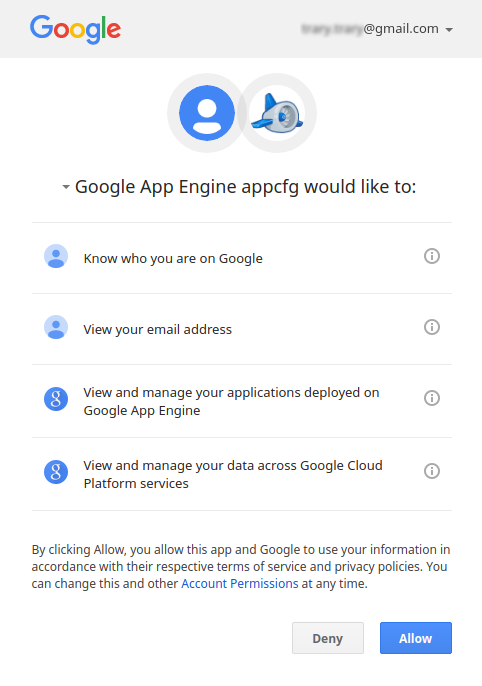 Google
@gmail.com
Google App Engine appcfg would like to:
Know who you are on Google
View your email address
View and manage your applications deployed on
Google App Engine
View and manage your data across Google Cloud
Platform services
By clicking Allow, you allow this app and Google to use your information in
accordance with their respective terms of service and privacy policies. You
can change this and other Account Permissions at any time.
Deny
Allow